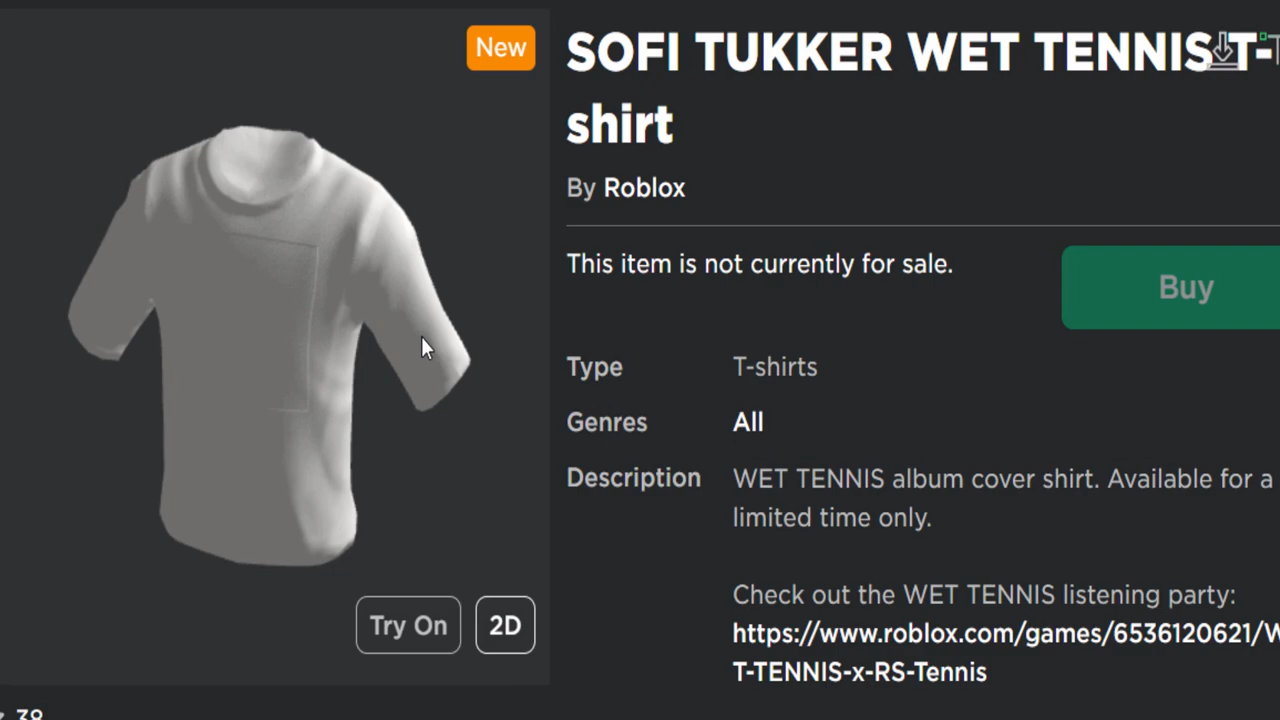 New
SOFI TUKKER WET TENNIS T-
shirt
By Roblox
This item is not currently for sale.
Buy
Type T-shirts
Genres All
Description WET TENNIS album cover shirt. Available for a
limited time only.
Check out the WET TENNIS listening party:
https://www.roblox.com/games/6536120621/W
T-TENNIS-x-RS-Tennis
Try On 2D
38